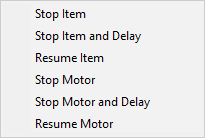 Stop Item
Stop Item and Delay
Resume Item
Stop Motor
Stop Motor and Delay
Resume Motor